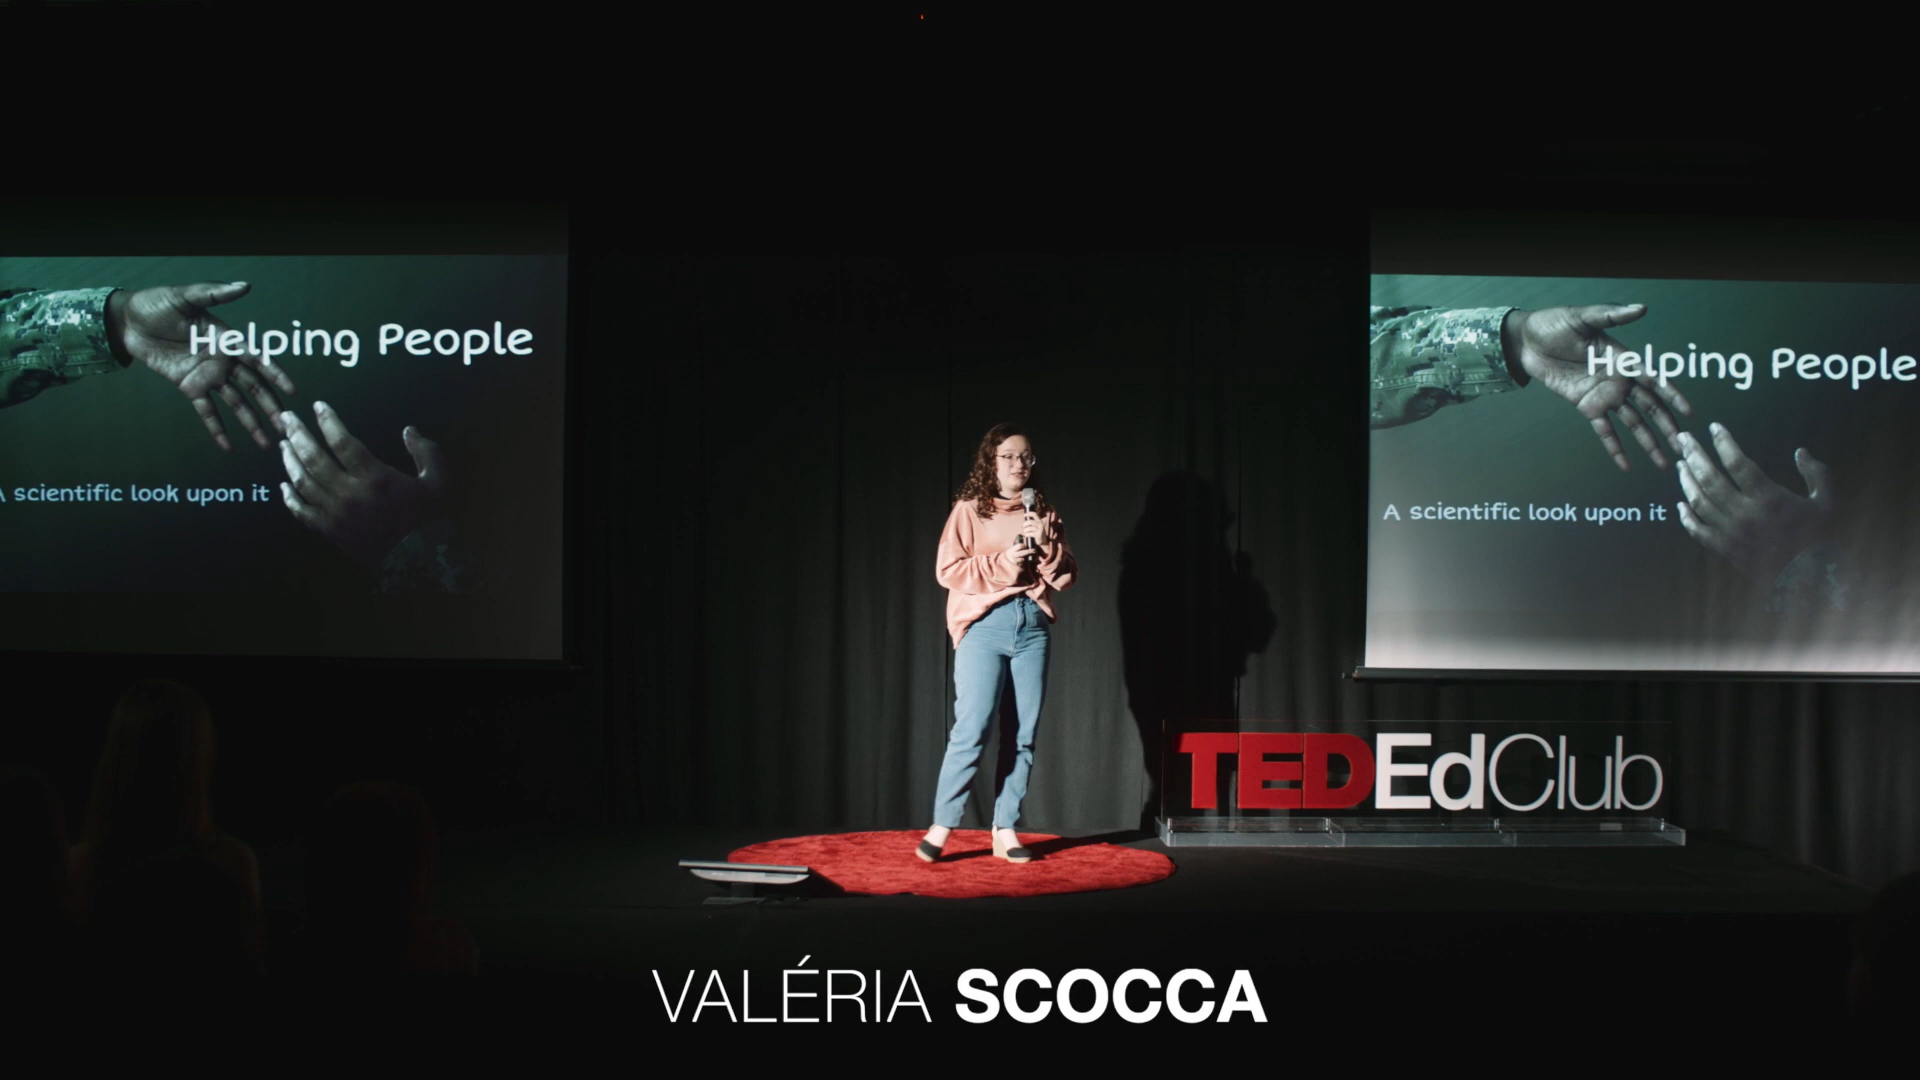 Helping People
A scientific look upon it
Helping People
A scientific look upon it
TEDEdClub
VALÉRIA SCOCCA